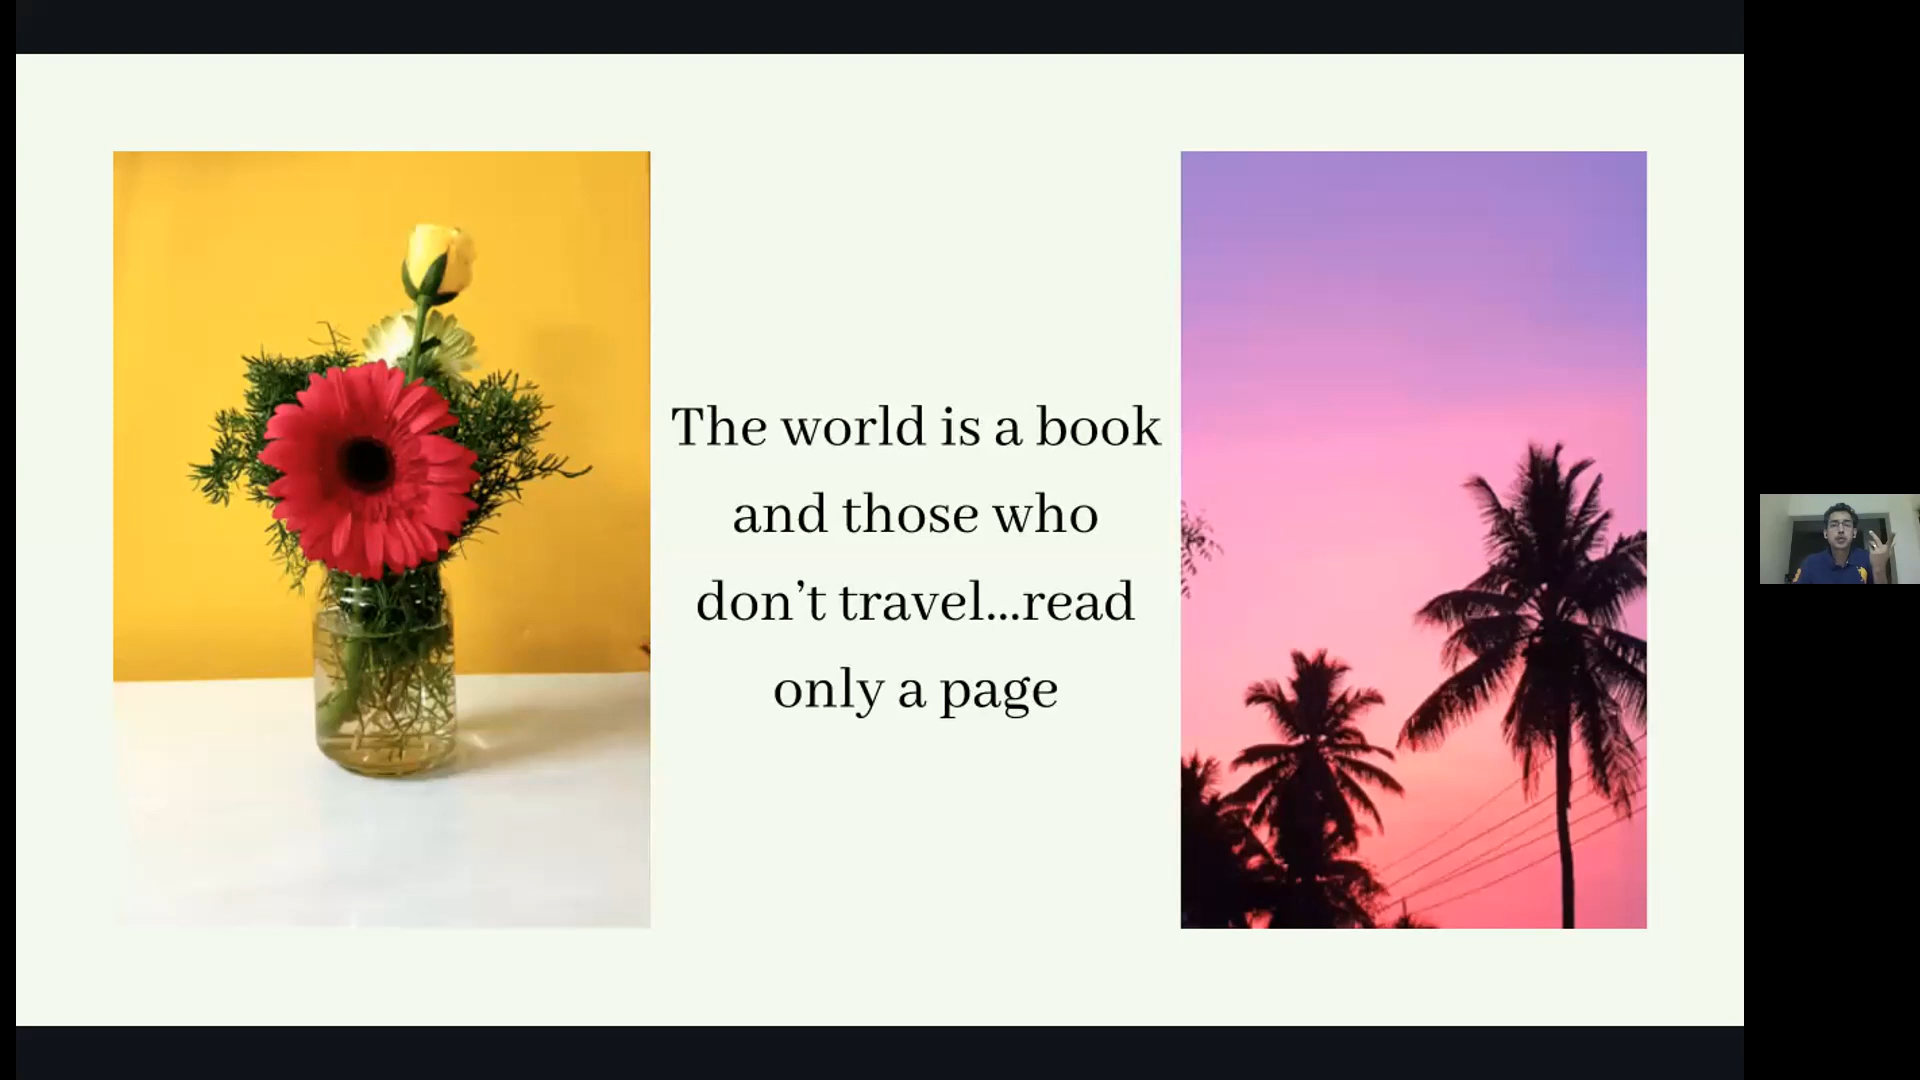 The world is a book
and those who
don’t travel...read
only a page